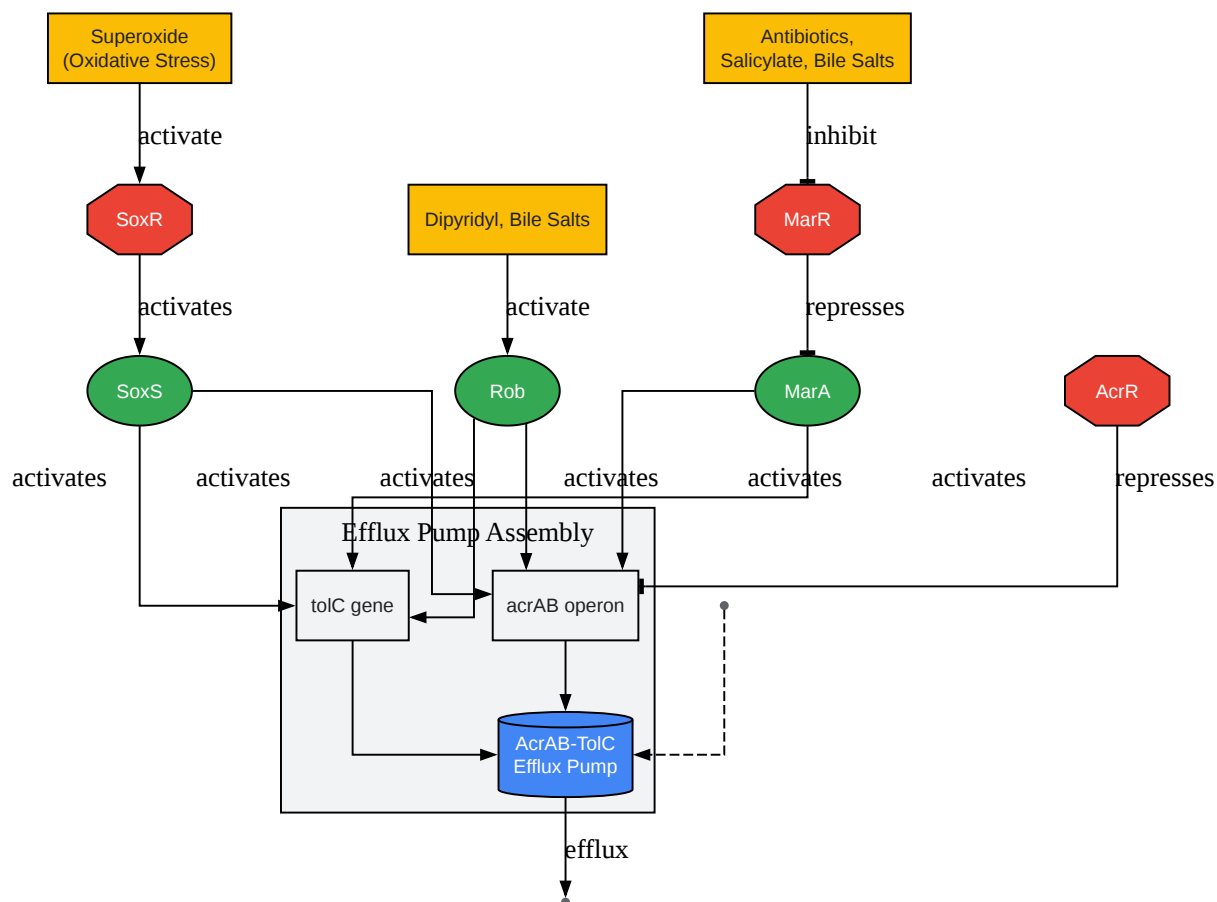 Superoxide
(Oxidative Stress)
Antibiotics,
Salicylate, Bile Salts
activate
inhibit
SoxR
Dipyridyl, Bile Salts
MarR
activates
activate
represses
SoxS
Rob
MarA
AcrR
activates
activates
activates
activates
activates
activates
represses
Efflux Pump Assembly
tolC gene
acrAB operon
AcrAB-TolC
Efflux Pump
efflux